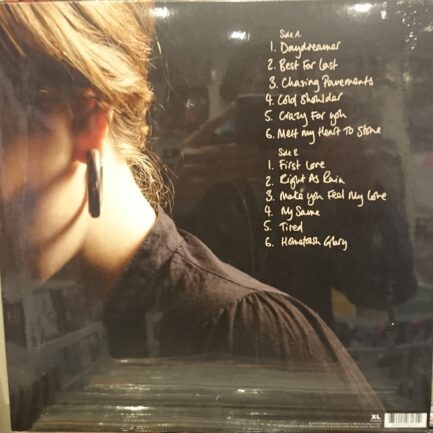 Side A.
1. Daydreamer
2. Best For Last
3. Chasing Pavements
4. Cold Shoulder
5. Crazy For You
6. Melt my Heart To Stone
Side B.
1. First Love
2. Right As Rain
3. Make you Feel My Love
4. My Same
5. Tired
6. Hometown Glory
XL